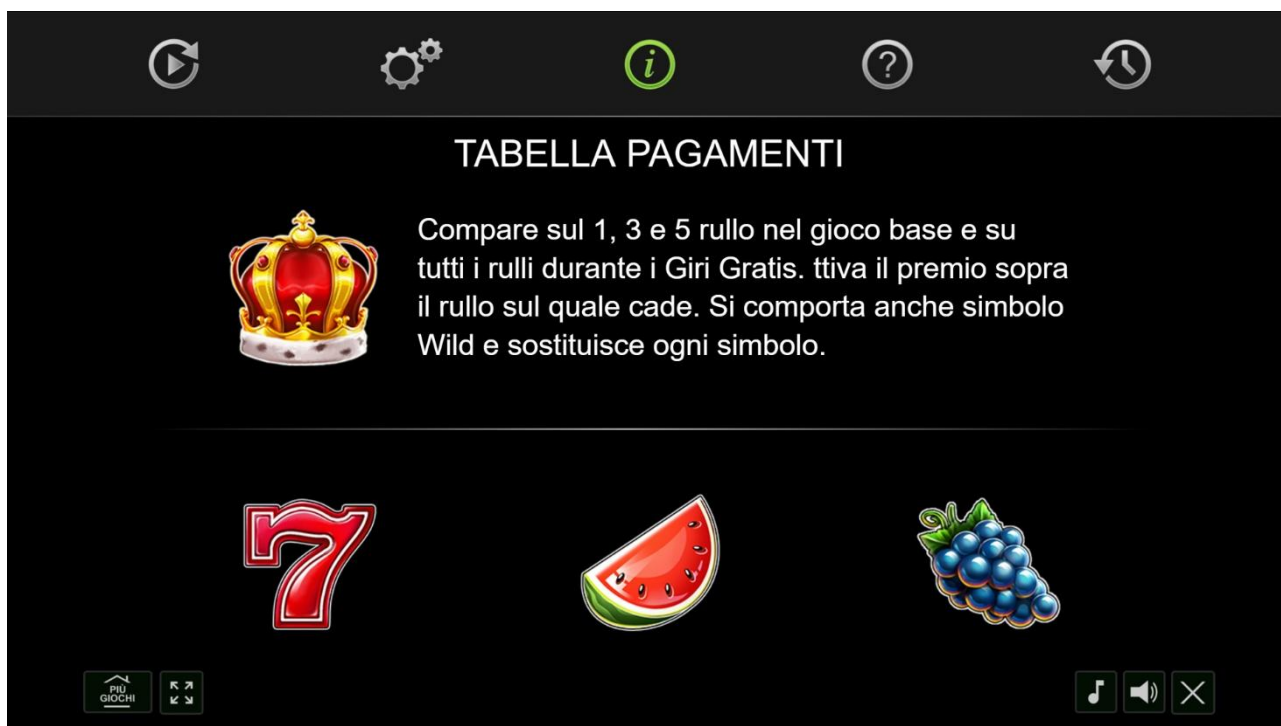 TABELLA PAGAMENTI
Compare sul 1, 3 e 5 rullo nel gioco base e su
tutti i rulli durante i Giri Gratis. ttiva il premio sopra
il rullo sul quale cade. Si comporta anche simbolo
Wild e sostituisce ogni simbolo.
7
PIÙ
GIOCHI